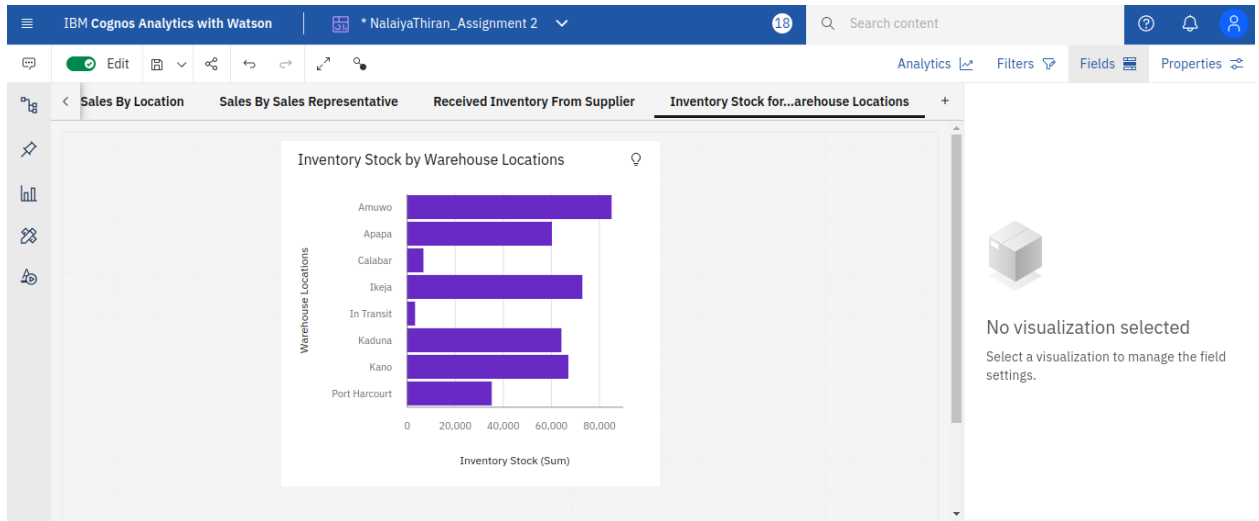 IBM Cognos Analytics with Watson
* NalaiyaThiran_Assignment 2
18
Search content
Edit
Analytics
Filters
Fields
Properties
Sales By Location
Sales By Sales Representative
Received Inventory From Supplier
Inventory Stock for...arehouse Locations
+
Inventory Stock by Warehouse Locations
Warehouse Locations
Amuwo
Apapa
Calabar
Ikeja
In Transit
Kaduna
Kano
Port Harcourt
0 20,000 40,000 60,000 80,000
Inventory Stock (Sum)
No visualization selected
Select a visualization to manage the field
settings.